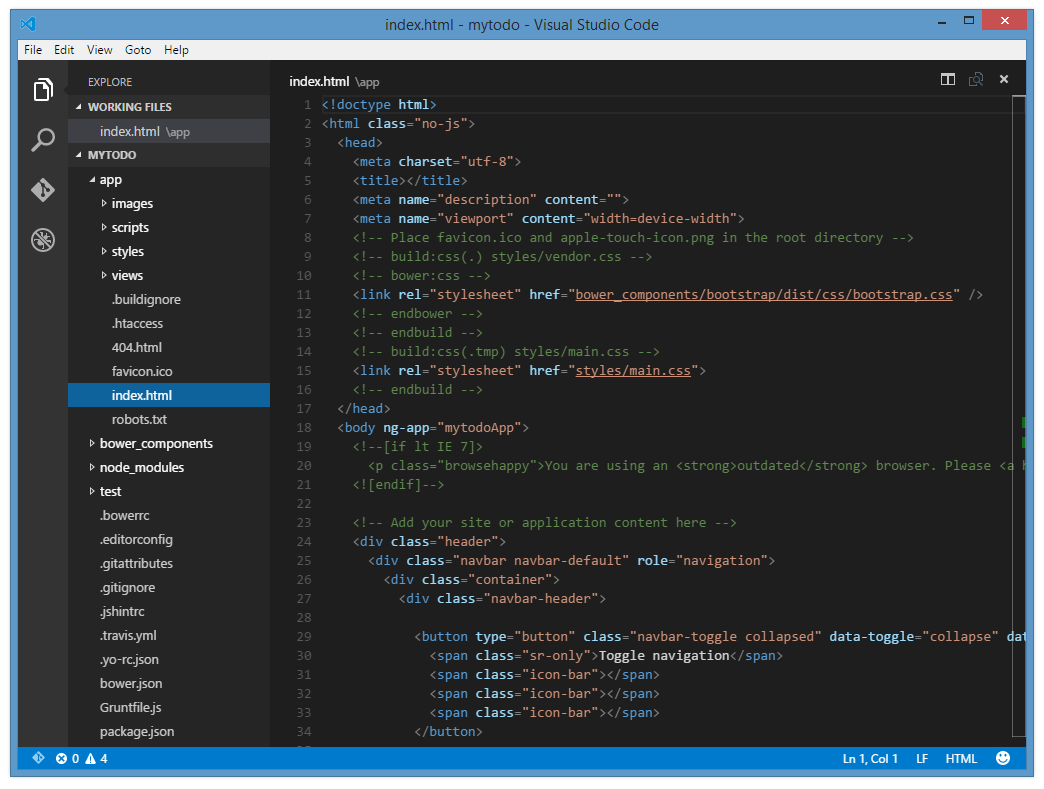 index.html - mytodo - Visual Studio Code
File Edit View Goto Help
EXPLORE
WORKING FILES
index.html \app
MYTODO
app
images
scripts
styles
views
.buildignore
.htaccess
404.html
favicon.ico
index.html
robots.txt
bower_components
node_modules
test
.bowerrc
.editorconfig
.gitattributes
.gitignore
.jshintrc
.travis.yml
.yo-rc.json
bower.json
Gruntfile.js
package.json
index.html \app
1 <!doctype html>
2 <html class="no-js">
3 <head>
4 <meta charset="utf-8">
5 <title></title>
6 <meta name="description" content="">
7 <meta name="viewport" content="width=device-width">
8 <!-- Place favicon.ico and apple-touch-icon.png in the root directory -->
9 <!-- build:css(.) styles/vendor.css -->
10 <!-- bower:css -->
11 <link rel="stylesheet" href="bower_components/bootstrap/dist/css/bootstrap.css" />
12 <!-- endbower -->
13 <!-- endbuild -->
14 <!-- build:css(.tmp) styles/main.css -->
15 <link rel="stylesheet" href="styles/main.css">
16 <!-- endbuild -->
17 </head>
18 <body ng-app="mytodoApp">
19 <!--[if lt IE 7]>
20 <p class="browsehappy">You are using an <strong>outdated</strong> browser. Please <a
21 <![endif]-->
22
23 <!-- Add your site or application content here -->
24 <div class="header">
25 <div class="navbar navbar-default" role="navigation">
26 <div class="container">
27 <div class="navbar-header">
28
29 <button type="button" class="navbar-toggle collapsed" data-toggle="collapse" dat
30 <span class="sr-only">Toggle navigation</span>
31 <span class="icon-bar"></span>
32 <span class="icon-bar"></span>
33 <span class="icon-bar"></span>
34 </button>
0 4
Ln 1, Col 1 LF HTML